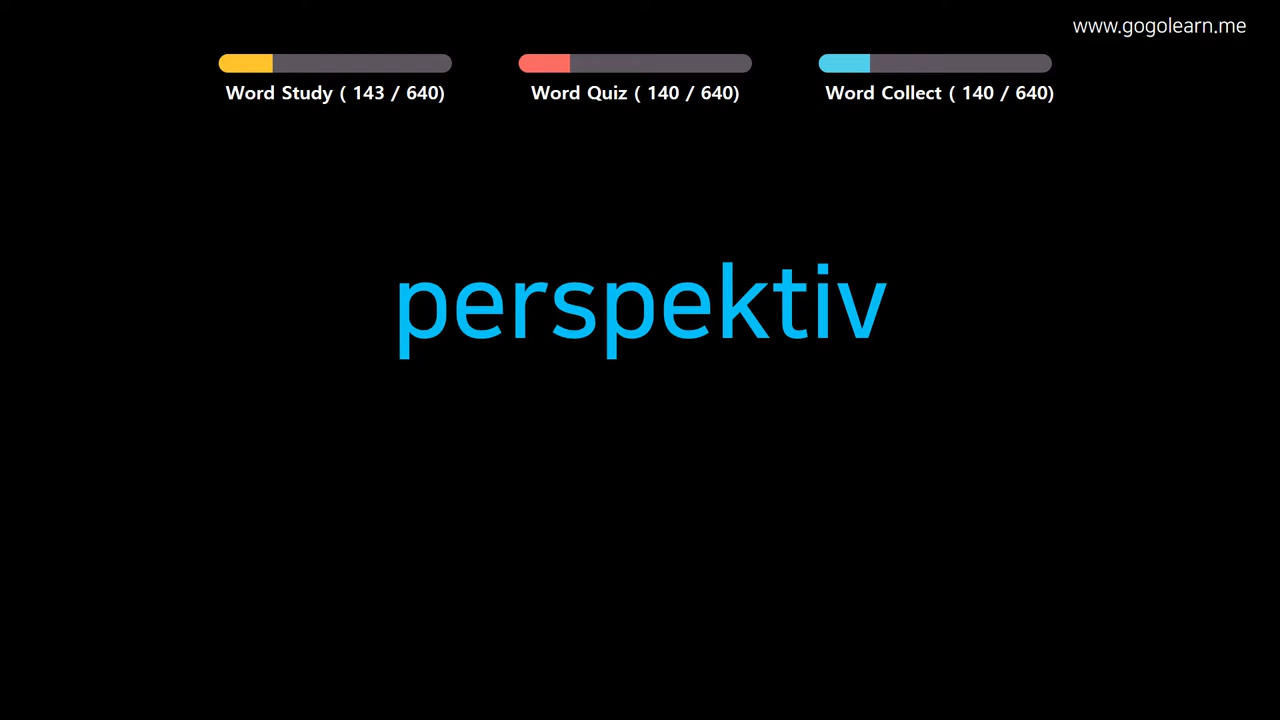 www.gogolearn.me
Word Study ( 143 / 640)
Word Quiz ( 140 / 640)
Word Collect ( 140 / 640)
perspektiv